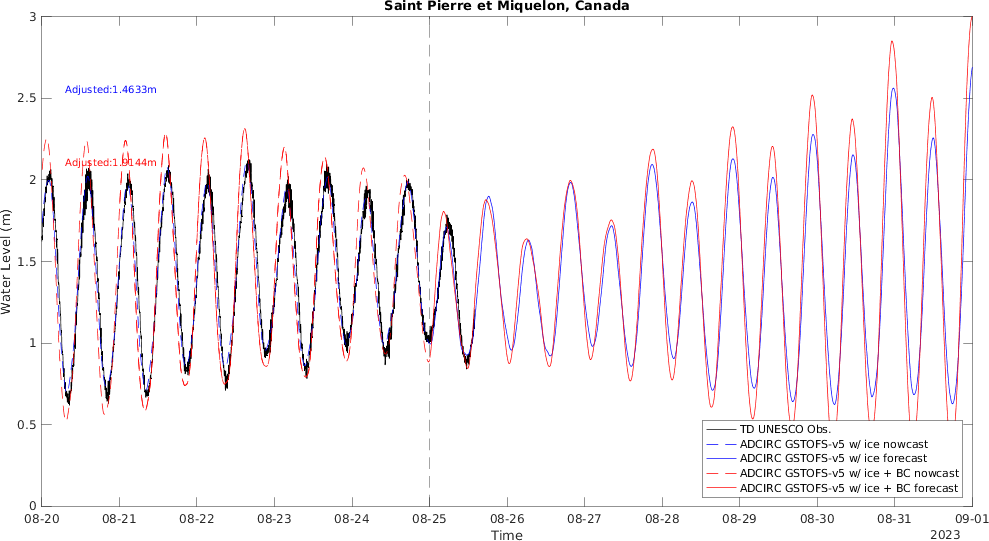 Saint Pierre et Miquelon, Canada
Water Level (m)
3
2.5
2
1.5
1
0.5
0
Adjusted:1.4633m
Adjusted:1.9144m
TD UNESCO Obs.
ADCIRC GSTOFS-v5 w/ ice nowcast
ADCIRC GSTOFS-v5 w/ ice forecast
ADCIRC GSTOFS-v5 w/ ice + BC nowcast
ADCIRC GSTOFS-v5 w/ ice + BC forecast
08-20 08-21 08-22 08-23 08-24 08-25 08-26 08-27 08-28 08-29 08-30 08-31 09-01
Time
2023